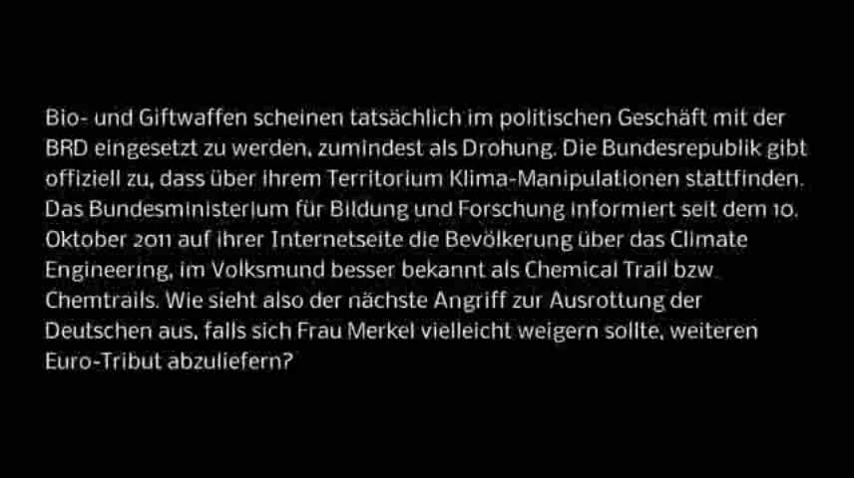 Bio- und Giftwaffen scheinen tatsächlich im politischen Geschäft mit der
BRD eingesetzt zu werden, zumindest als Drohung. Die Bundesrepublik gibt
offiziell zu, dass über ihrem Territorium Klima-Manipulationen stattfinden.
Das Bundesministerium für Bildung und Forschung informiert seit dem 10.
Oktober 2011 auf ihrer Internetseite die Bevölkerung über das Climate
Engineering, im Volksmund besser bekannt als Chemical Trail bzw.
Chemtrails. Wie sieht also der nächste Angriff zur Ausrottung der
Deutschen aus, falls sich Frau Merkel vielleicht weigern sollte, weiteren
Euro-Tribut abzuliefern?